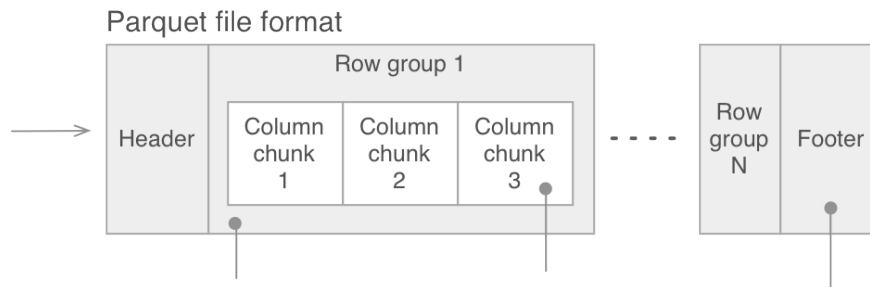 Parquet file format
Row group 1
Header
Column
chunk
1
Column
chunk
2
Column
chunk
3
Row
group
N
Footer